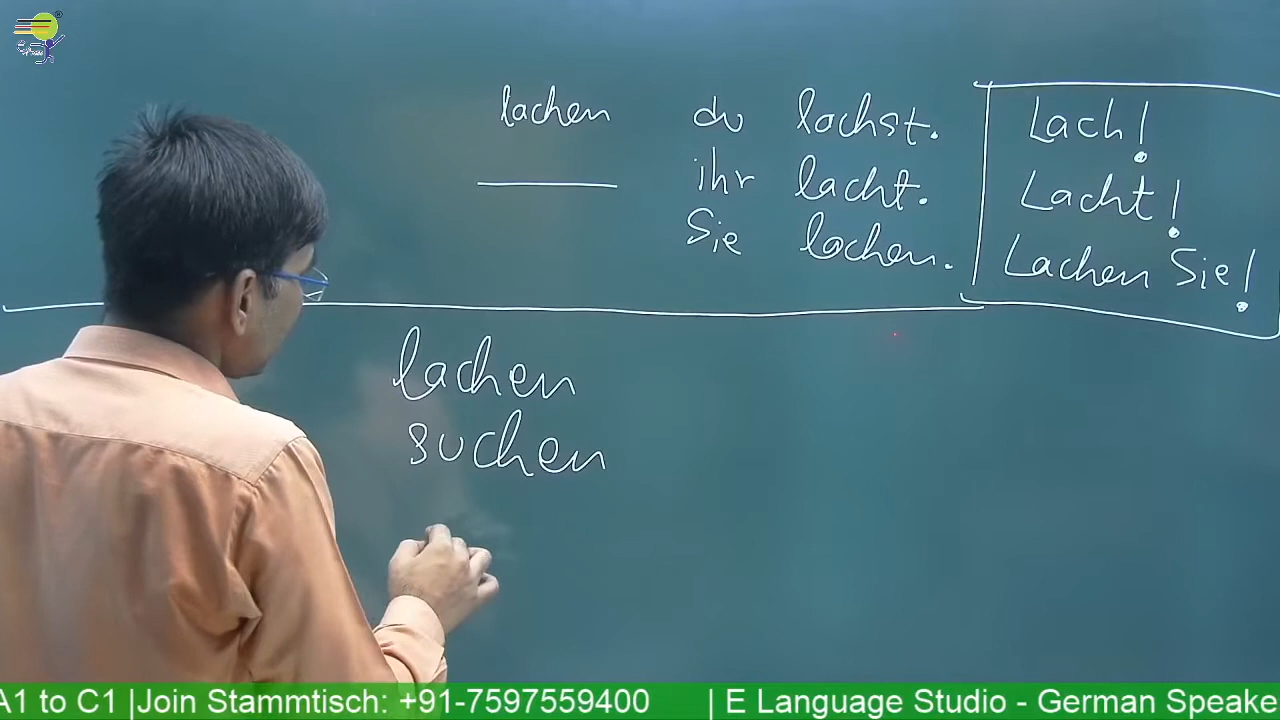 lachen du lachst. Lach!
ihr lacht. Lacht!
Sie lachen. Lachen Sie!
lachen
suchen
A1 to C1 |Join Stammtisch: +91-7597559400 | E Language Studio - German Speake